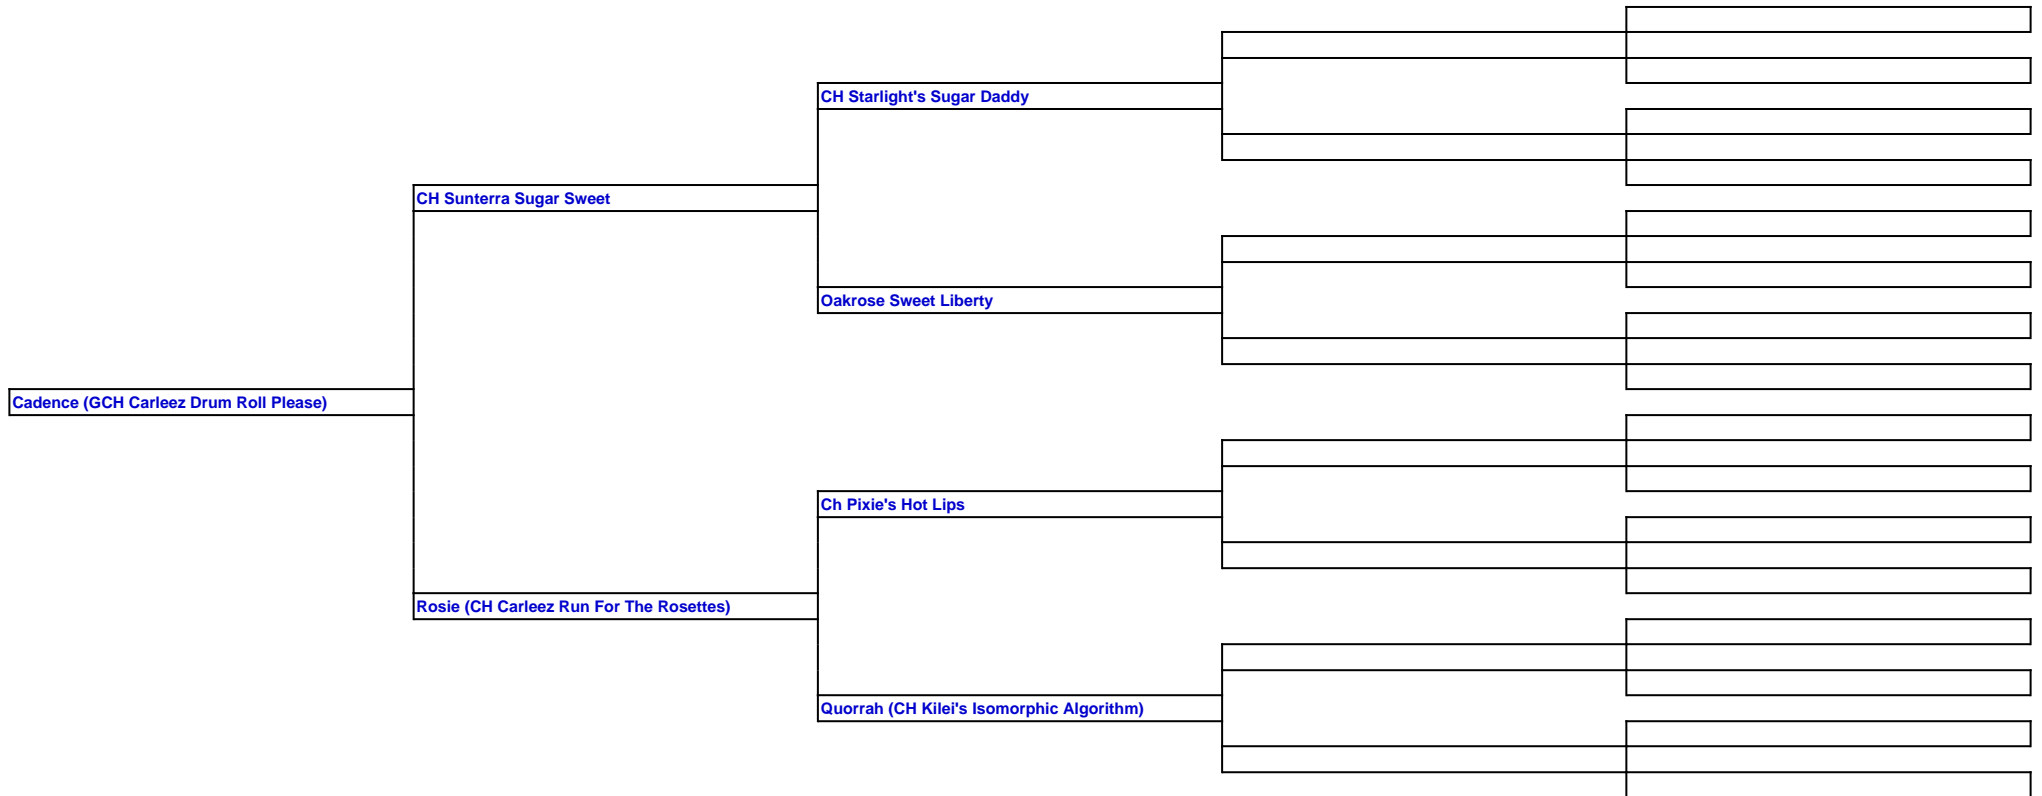 CH Starlight's Sugar Daddy
CH Sunterra Sugar Sweet
Oakrose Sweet Liberty
Cadence (GCH Carleez Drum Roll Please)
Ch Pixie's Hot Lips
Rosie (CH Carleez Run For The Rosettes)
Quorrah (CH Kilei's Isomorphic Algorithm)